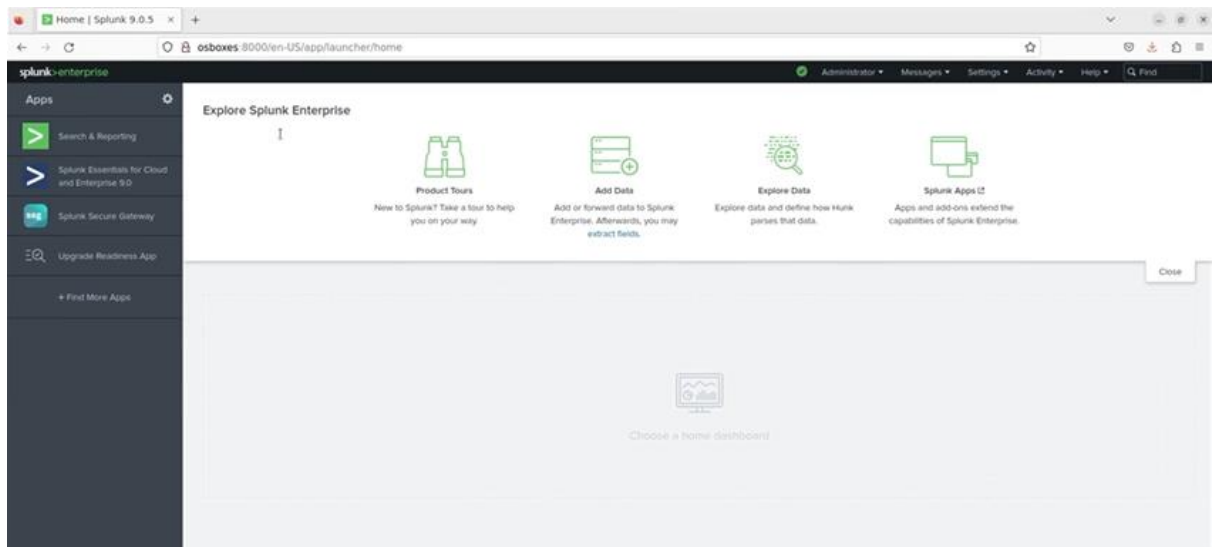 Home | Splunk 9.0.5
osboxes:8000/en-US/app/launcher/home
splunk>enterprise
Administrator
Messages
Settings
Activity
Help
Find
Apps
Search & Reporting
Splunk Essentials for Cloud
and Enterprise 9.0
ssg
Splunk Secure Gateway
Upgrade Readiness App
+ Find More Apps
Explore Splunk Enterprise
Product Tours
New to Splunk? Take a tour to help
you on your way.
Add Data
Add or forward data to Splunk
Enterprise. Afterwards, you may
extract fields.
Explore Data
Explore data and define how Hunk
parses that data.
Splunk Apps
Apps and add-ons extend the
capabilities of Splunk Enterprise.
Close
Choose a home dashboard